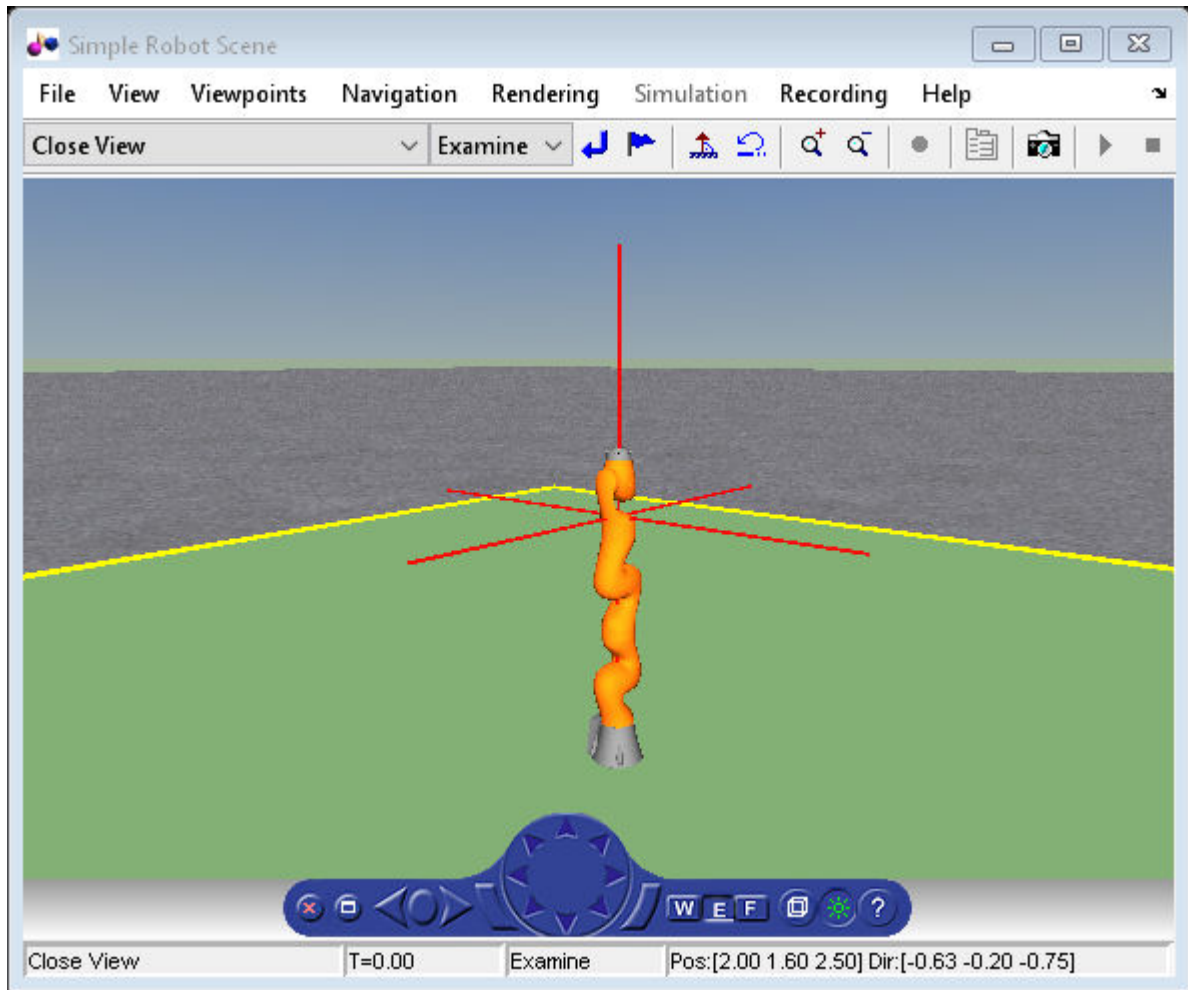 Simple Robot Scene
File View Viewpoints Navigation Rendering Simulation Recording Help
Close View Examine
W E F ?
Close View T=0.00 Examine Pos:[2.00 1.60 2.50] Dir:[-0.63 -0.20 -0.75]